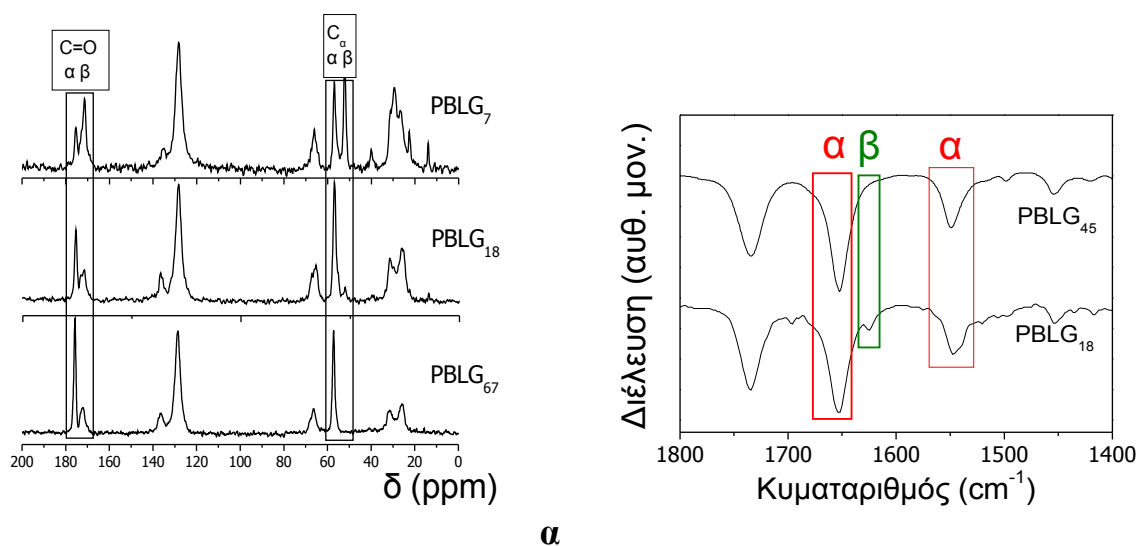 C=O
α β
Cα
α β
PBLG7
PBLG18
PBLG67
200 180 160 140 120 100 80 60 40 20 0
δ (ppm)
α β α
PBLG45
PBLG18
Διέλευση (αυθ. μον.)
1800 1700 1600 1500 1400
Κυματαριθμός (cm-1)
α